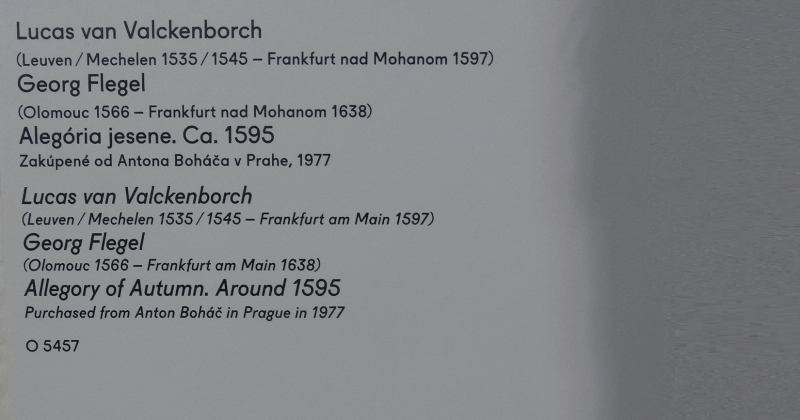 Lucas van Valckenborch
(Leuven / Mechelen 1535 / 1545 – Frankfurt nad Mohanom 1597)
Georg Flegel
(Olomouc 1566 – Frankfurt nad Mohanom 1638)
Alegória jesene. Ca. 1595
Zakúpené od Antona Boháča v Prahe, 1977
Lucas van Valckenborch
(Leuven / Mechelen 1535 / 1545 – Frankfurt am Main 1597)
Georg Flegel
(Olomouc 1566 – Frankfurt am Main 1638)
Allegory of Autumn. Around 1595
Purchased from Anton Boháč in Prague in 1977
O 5457